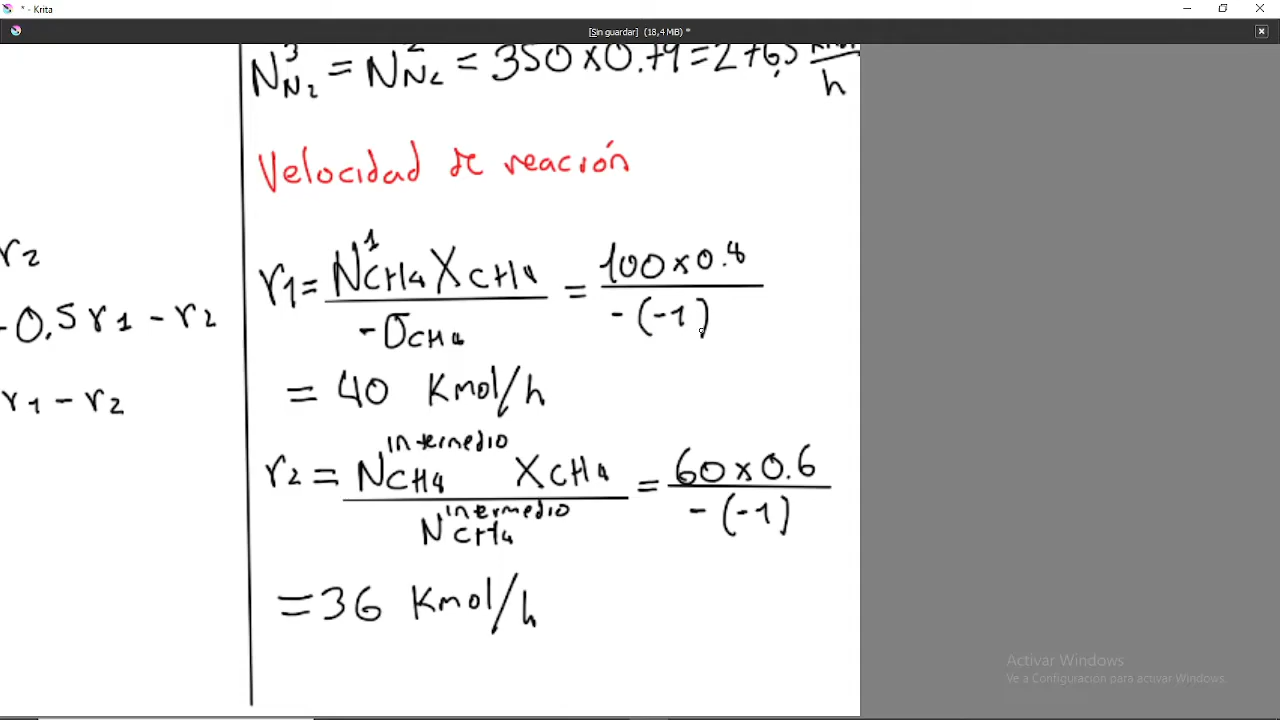 * - Krita
[Sin guardar] (18,4 MB) *
N³N₂ = N²N₂ = 350 x 0.79 = 276,5 Kmol/h
Velocidad de reación
r2
r1 = N¹CH4 XCH4 / -σCH4 = 100 x 0.4 / -(-1)
- 0.5 r1 - r2
= 40 Kmol/h
r1 - r2
r2 = N intermedio CH4 XCH4 / N intermedio CH4 = 60 x 0.6 / -(-1)
= 36 Kmol/h
Activar Windows
Ve a Configuración para activar Windows.